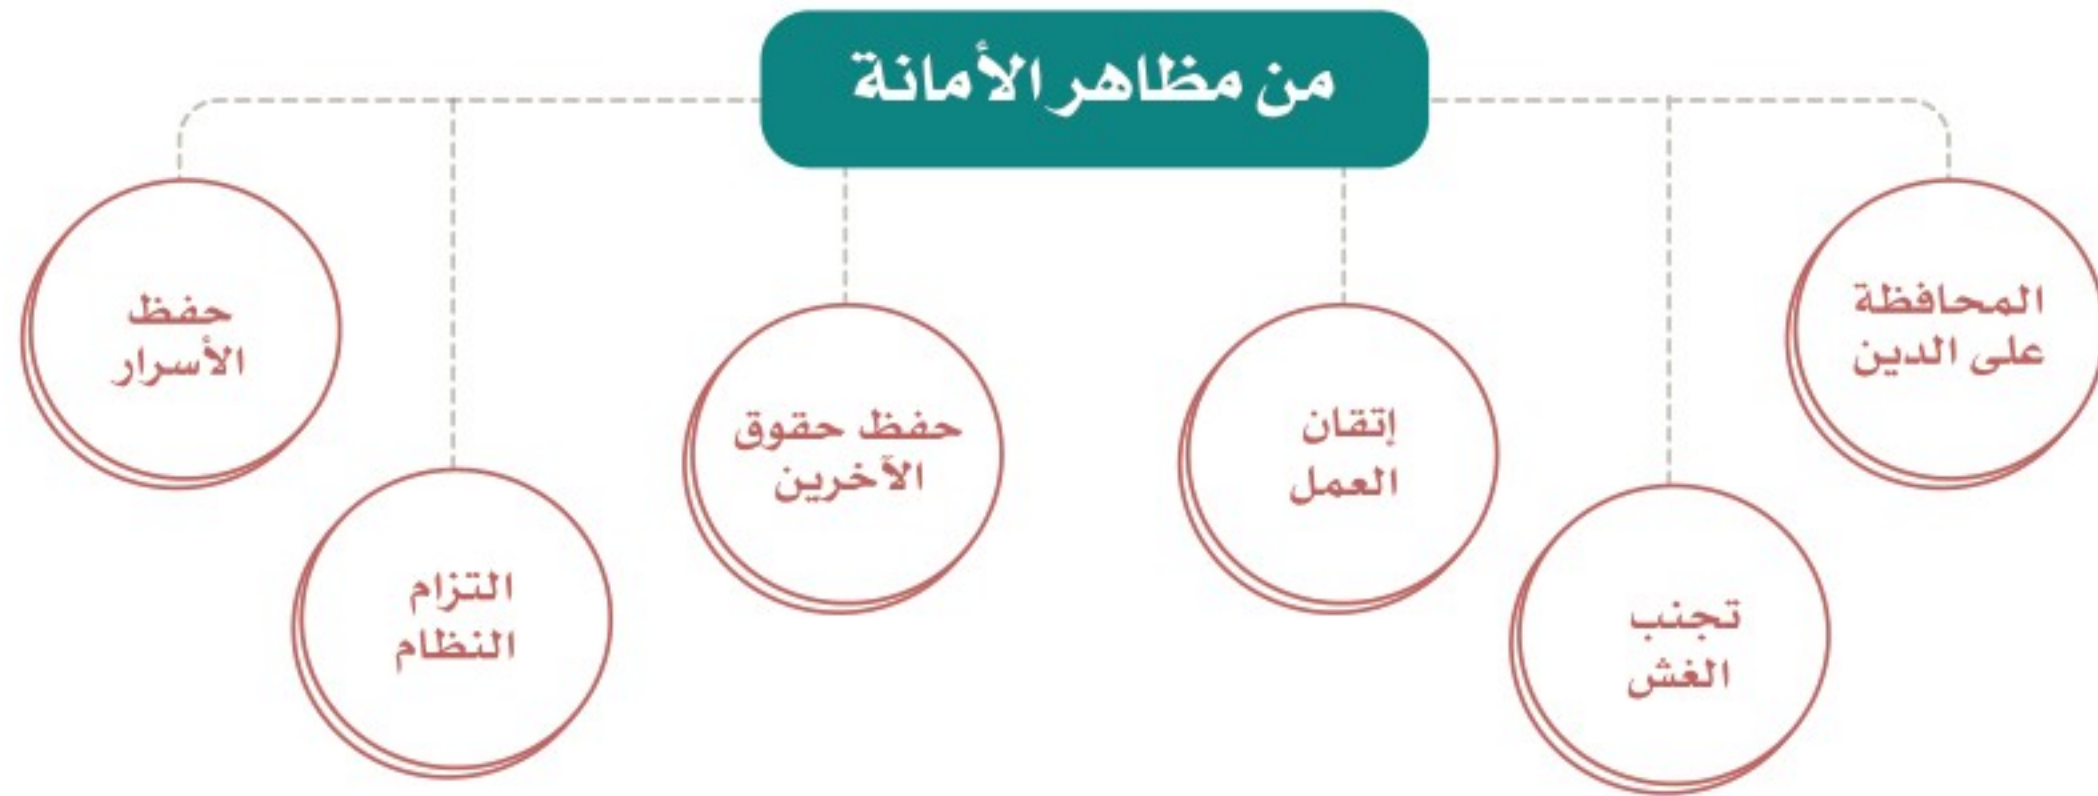 من مظاهر الأمانة
المحافظة
على الدين
تجنب
الغش
إتقان
العمل
حفظ حقوق
الآخرين
التزام
النظام
حفظ
الأسرار